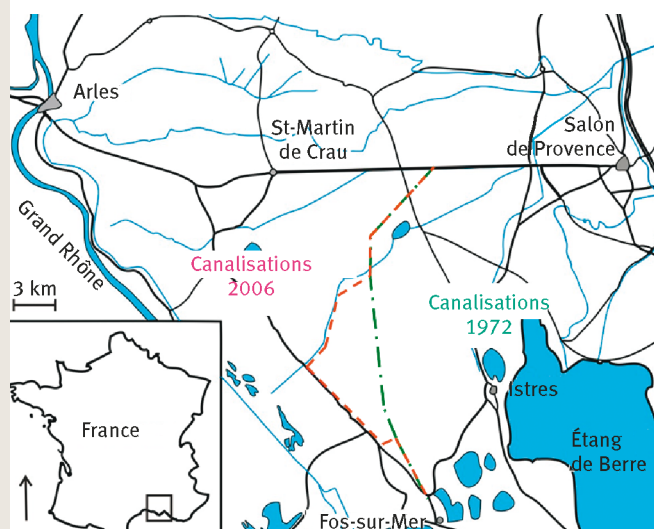 Arles
St-Martin
de Crau
Salon
de Provence
Grand Rhône
Canalisations
2006
3 km
Canalisations
1972
Istres
France
Étang
de Berre
Fos-sur-Mer